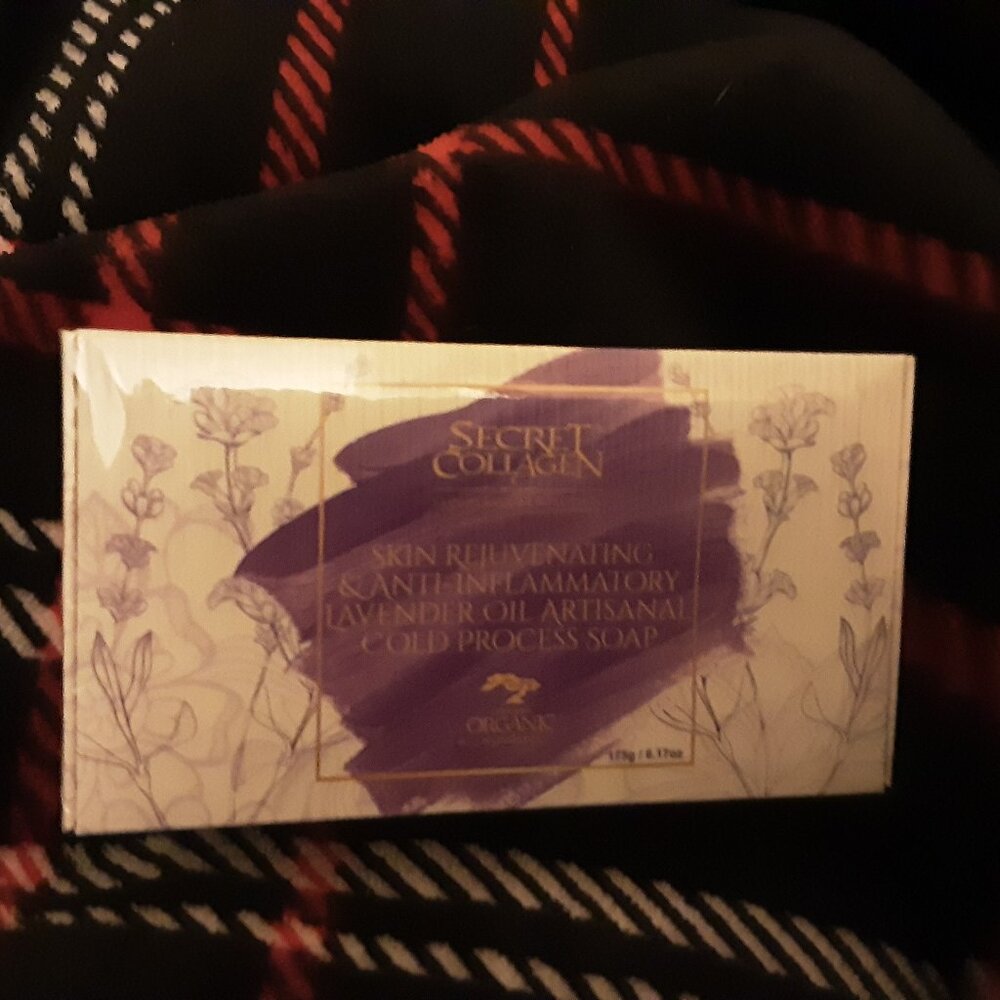 SECRET
COLLAGEN
SKIN REJUVENATING
& ANTI-INFLAMMATORY
LAVENDER OIL ARTISANAL
COLD PROCESS SOAP
ORGANIC
175g / 6.17oz